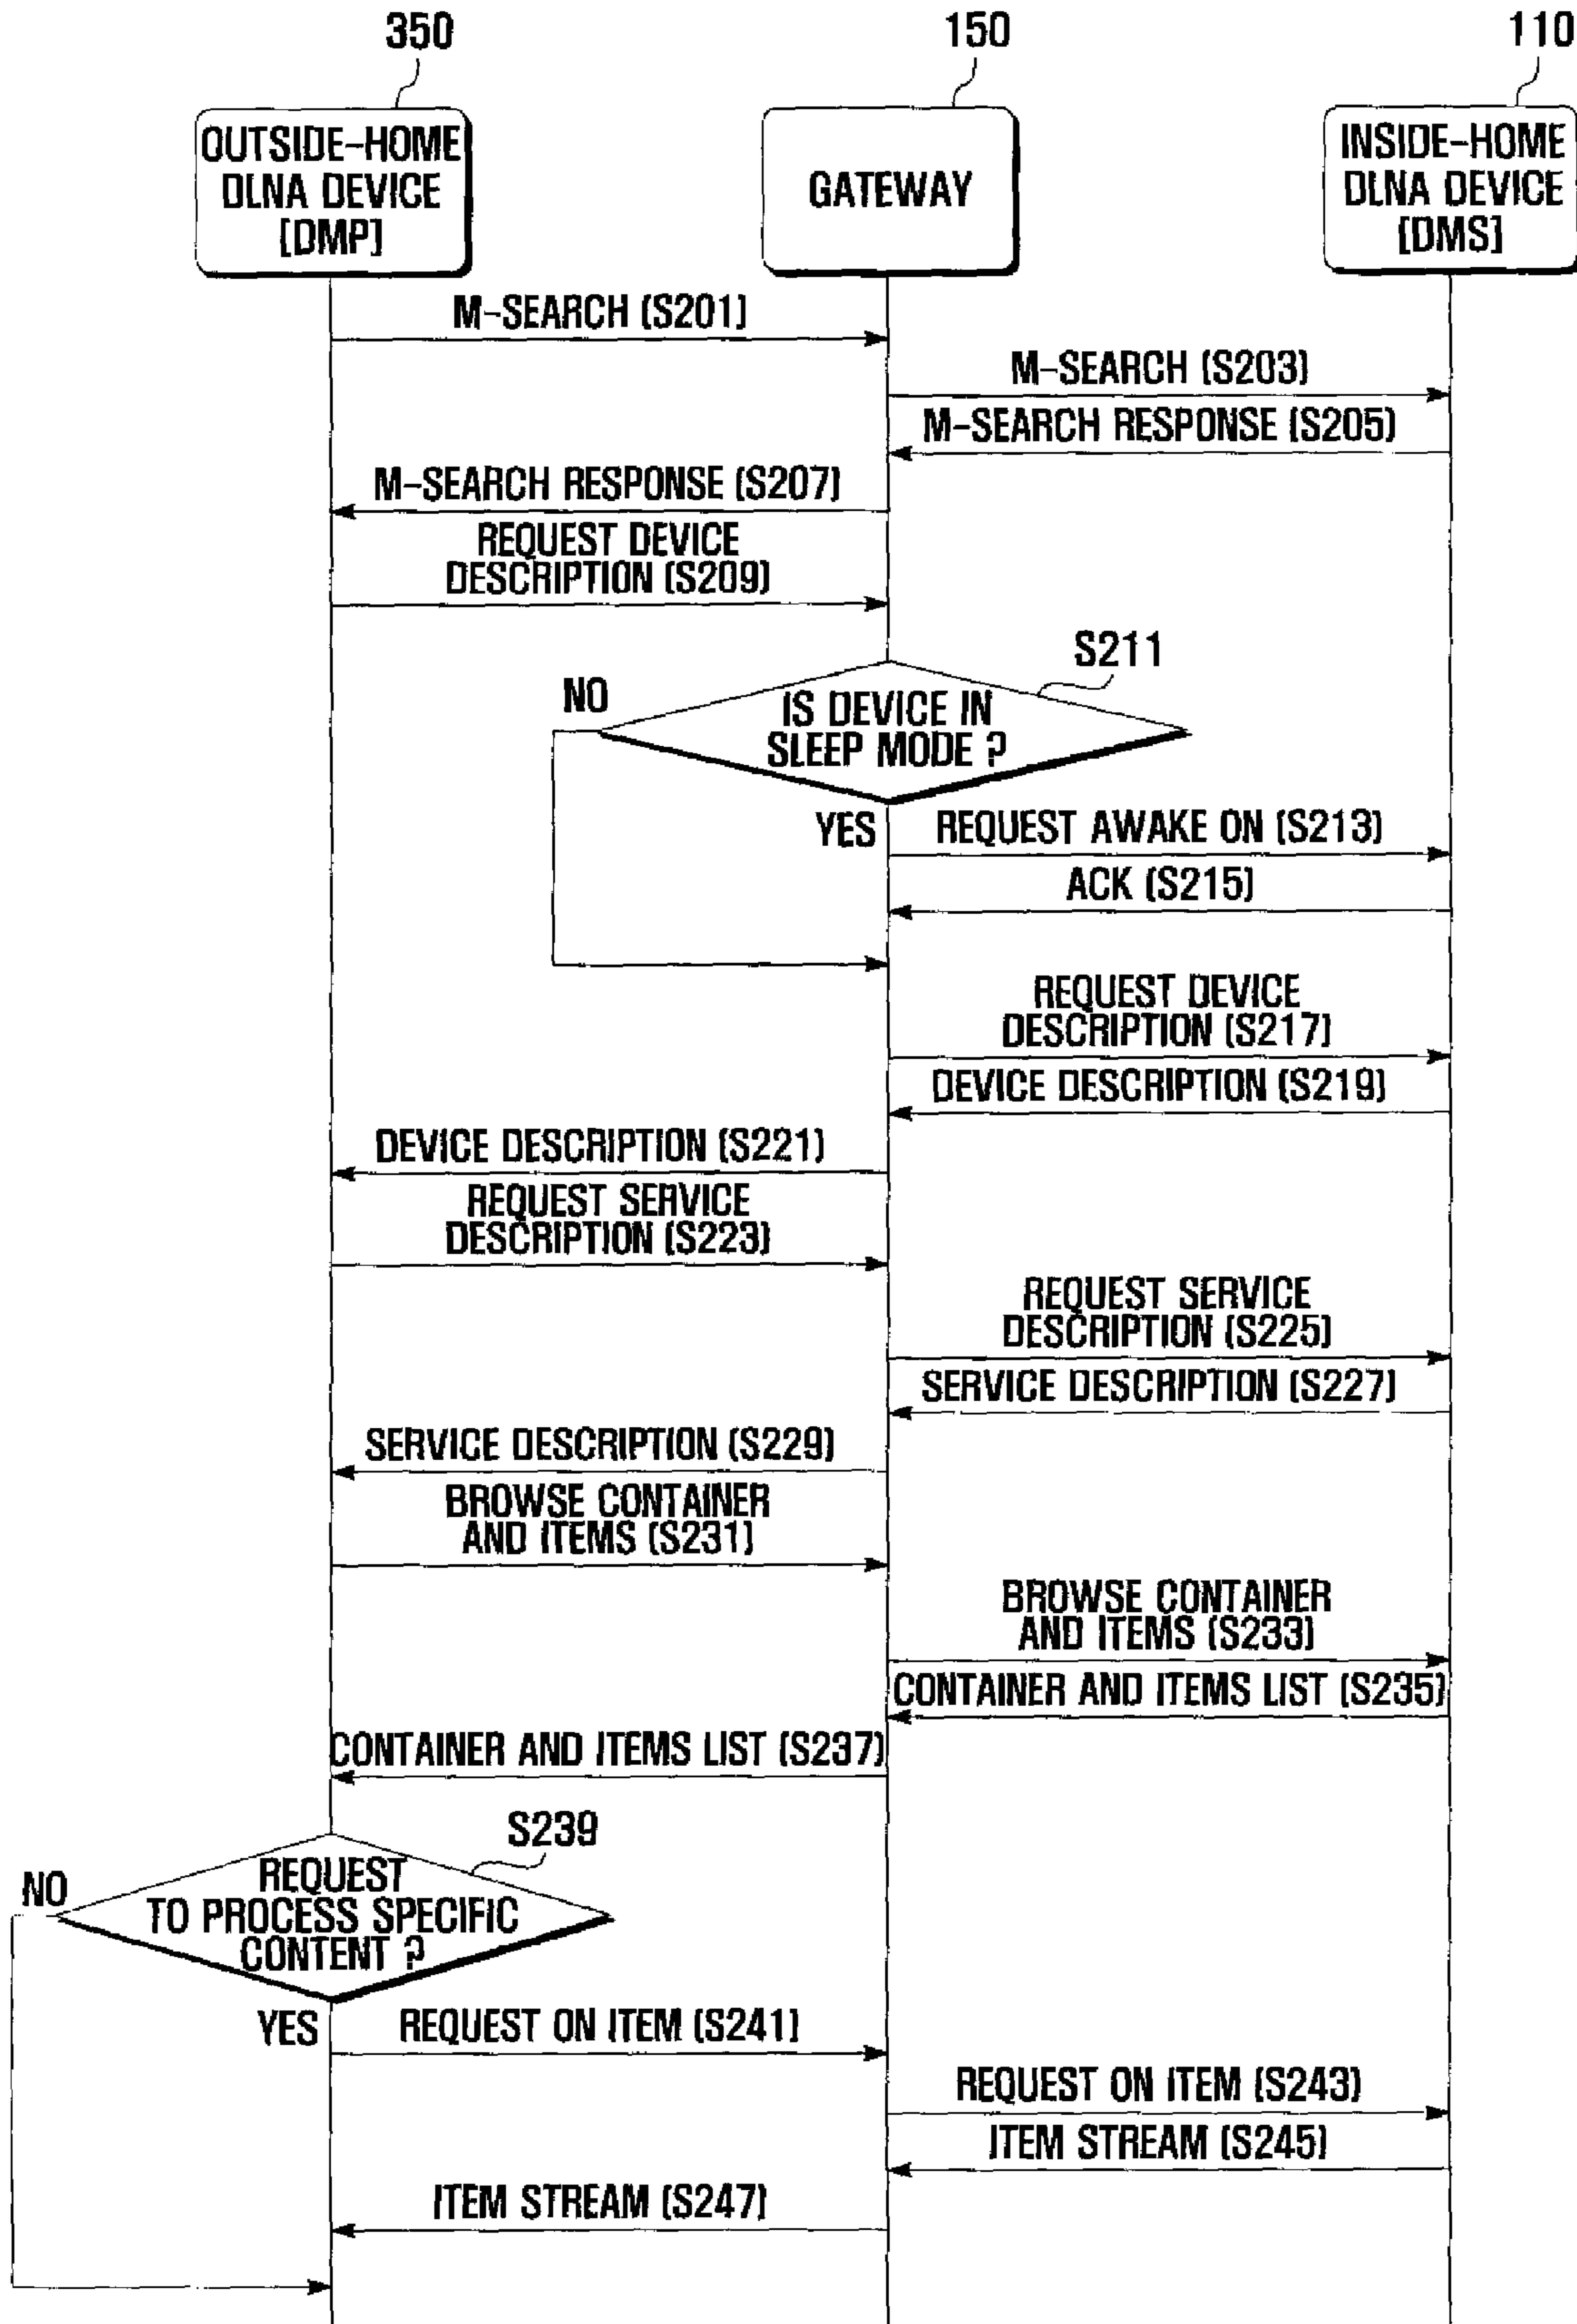 350
150
110
OUTSIDE-HOME
DLNA DEVICE
[DMP]
GATEWAY
INSIDE-HOME
DLNA DEVICE
[DMS]
M-SEARCH (S201)
M-SEARCH (S203)
M-SEARCH RESPONSE (S205)
M-SEARCH RESPONSE (S207)
REQUEST DEVICE
DESCRIPTION (S209)
S211
NO
IS DEVICE IN
SLEEP MODE ?
YES
REQUEST AWAKE ON (S213)
ACK (S215)
REQUEST DEVICE
DESCRIPTION (S217)
DEVICE DESCRIPTION (S219)
DEVICE DESCRIPTION (S221)
REQUEST SERVICE
DESCRIPTION (S223)
REQUEST SERVICE
DESCRIPTION (S225)
SERVICE DESCRIPTION (S227)
SERVICE DESCRIPTION (S229)
BROWSE CONTAINER
AND ITEMS (S231)
BROWSE CONTAINER
AND ITEMS (S233)
CONTAINER AND ITEMS LIST (S235)
CONTAINER AND ITEMS LIST (S237)
S239
NO
REQUEST
TO PROCESS SPECIFIC
CONTENT ?
YES
REQUEST ON ITEM (S241)
REQUEST ON ITEM (S243)
ITEM STREAM (S245)
ITEM STREAM (S247)